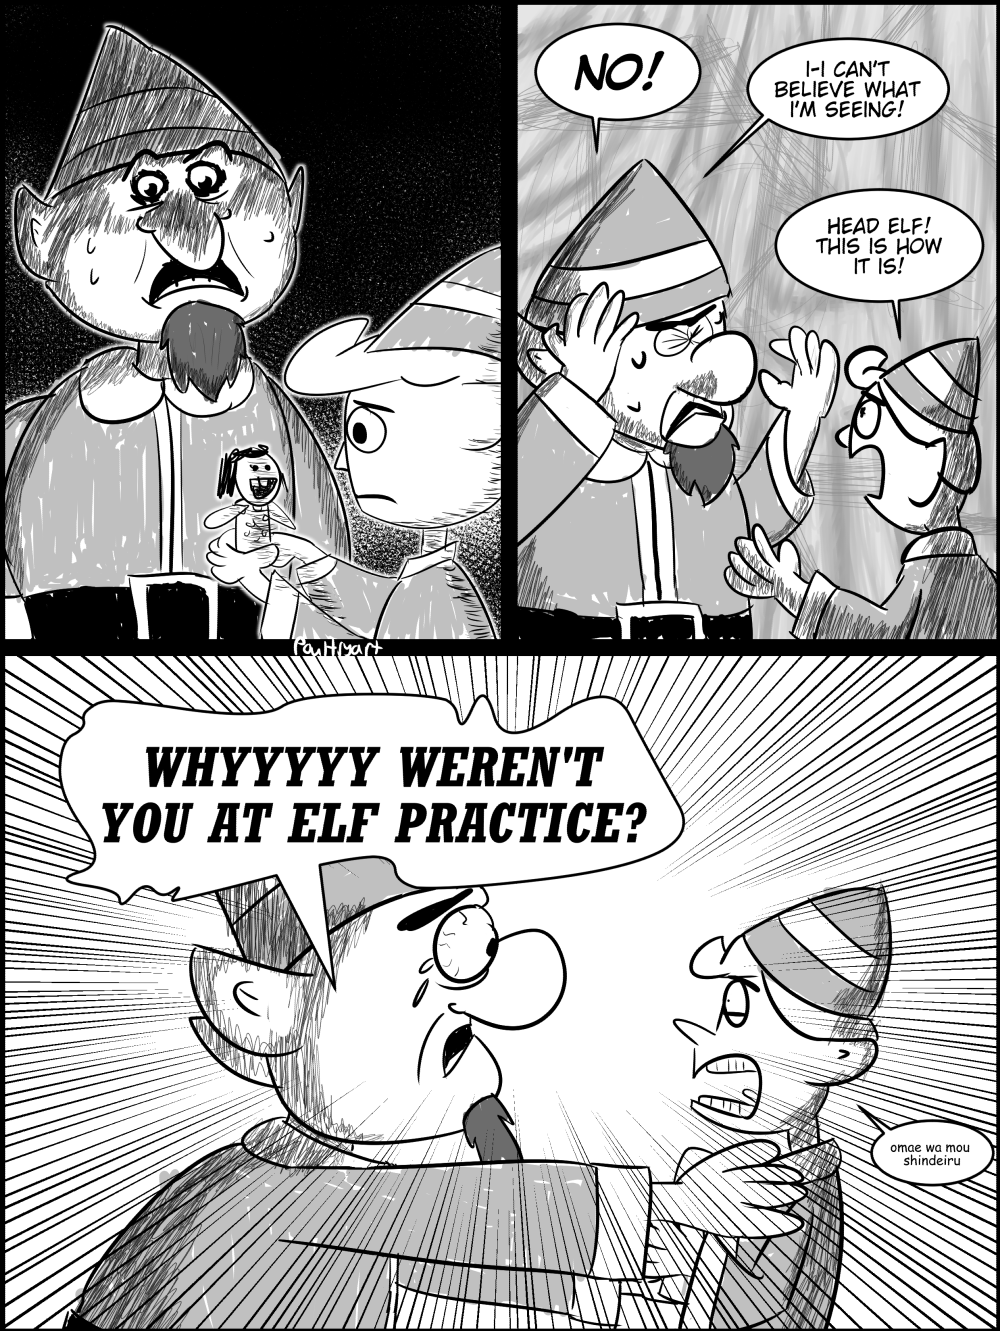 NO!
I-I CAN'T
BELIEVE WHAT
I'M SEEING!
HEAD ELF!
THIS IS HOW
IT IS!
WHYYYYY WEREN'T
YOU AT ELF PRACTICE?
omae wa mou
shindeiru